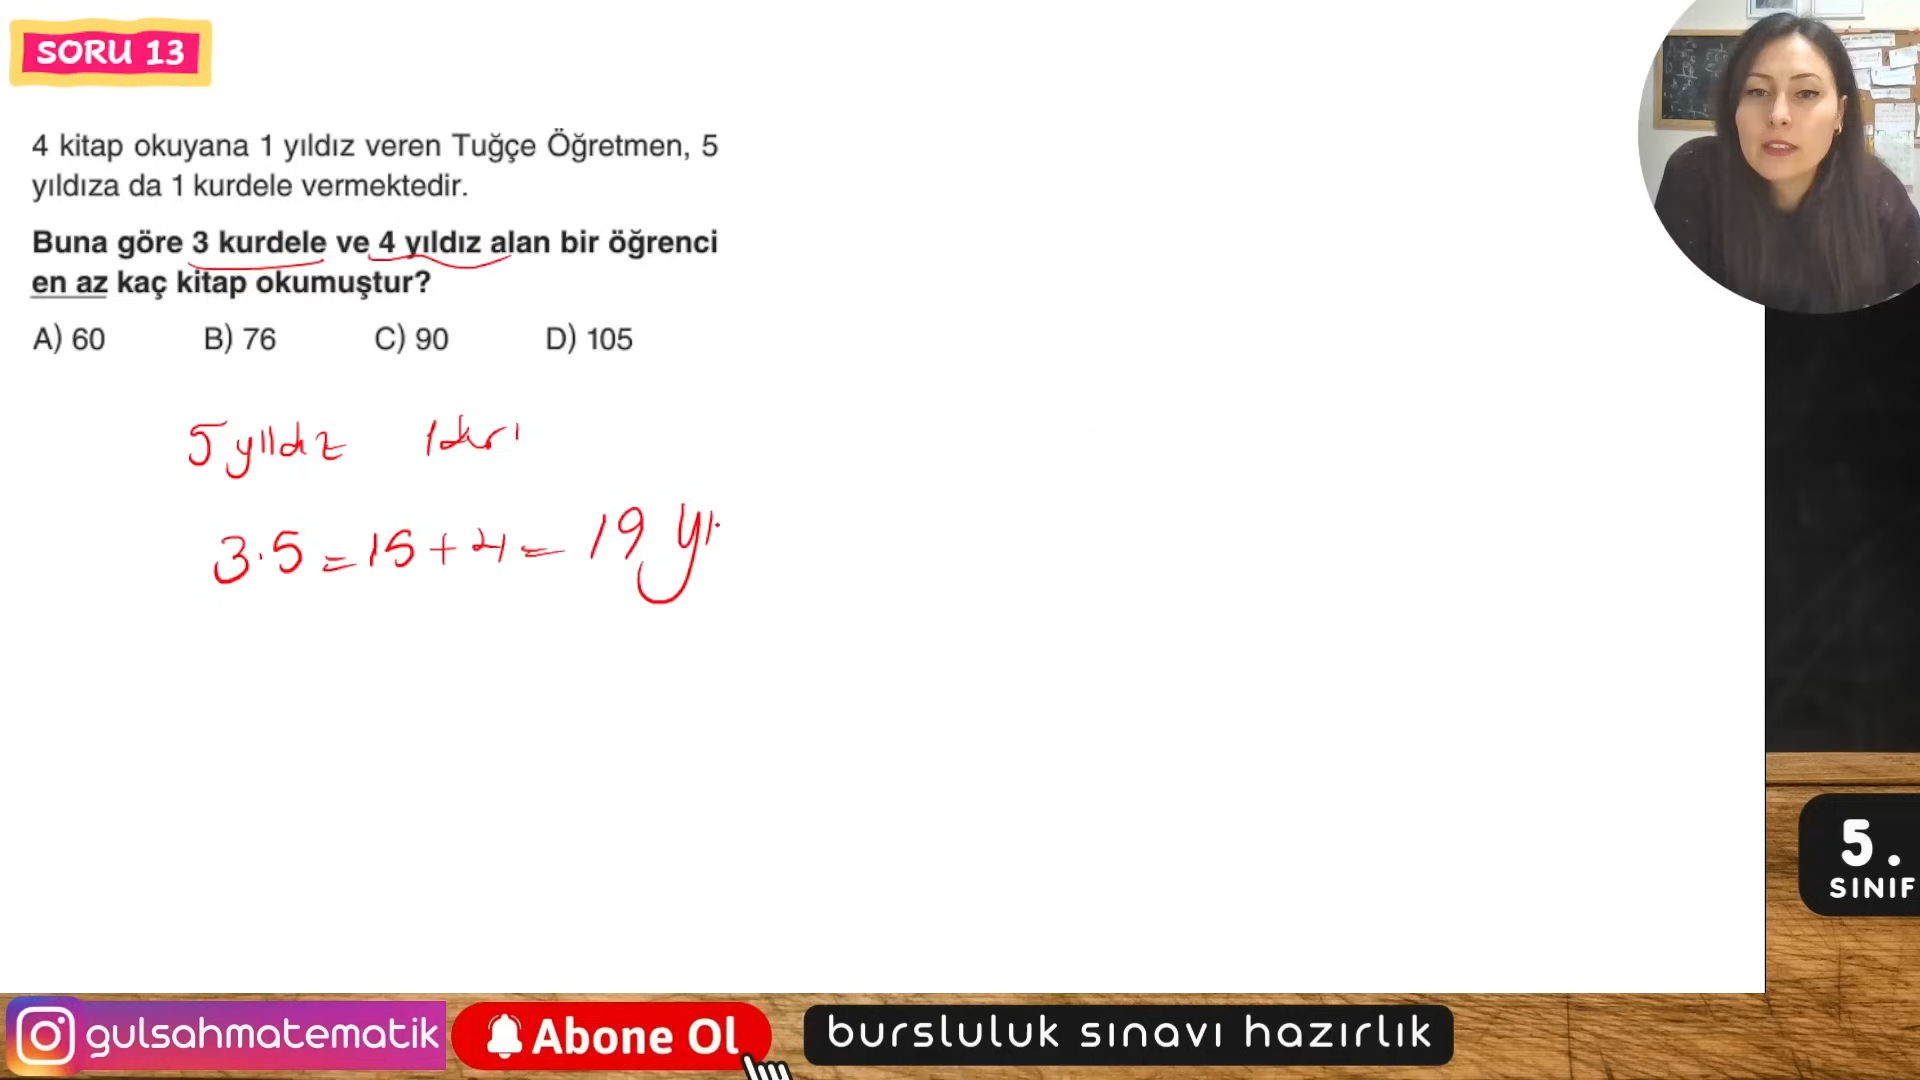 SORU 13
4 kitap okuyana 1 yıldız veren Tuğçe Öğretmen, 5
yıldıza da 1 kurdele vermektedir.
Buna göre 3 kurdele ve 4 yıldız alan bir öğrenci
en az kaç kitap okumuştur?
A) 60 B) 76 C) 90 D) 105
5 yıldız 1
3.5=15+4=19 yı
5.
SINIF
gulsahmatematik
Abone Ol
bursluluk sınavı hazırlık